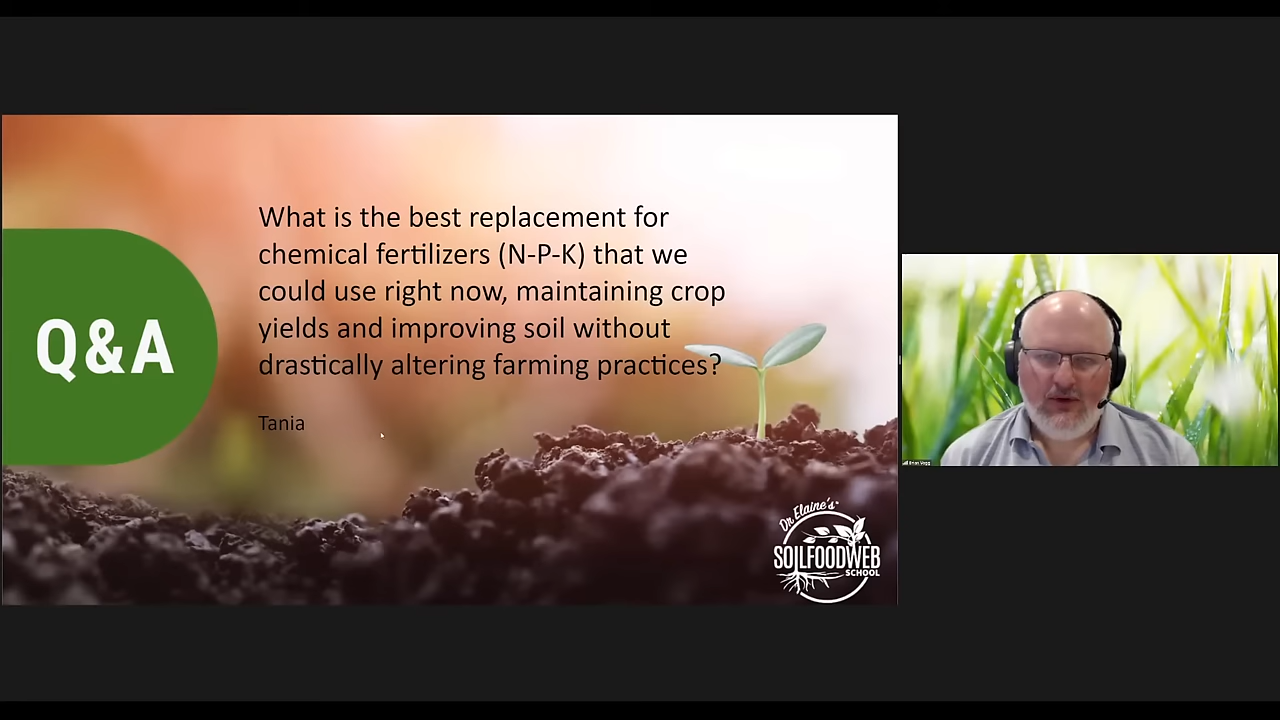 Q&A
What is the best replacement for
chemical fertilizers (N-P-K) that we
could use right now, maintaining crop
yields and improving soil without
drastically altering farming practices?
Tania
Dr Elaine's
SOILFOODWEB
SCHOOL